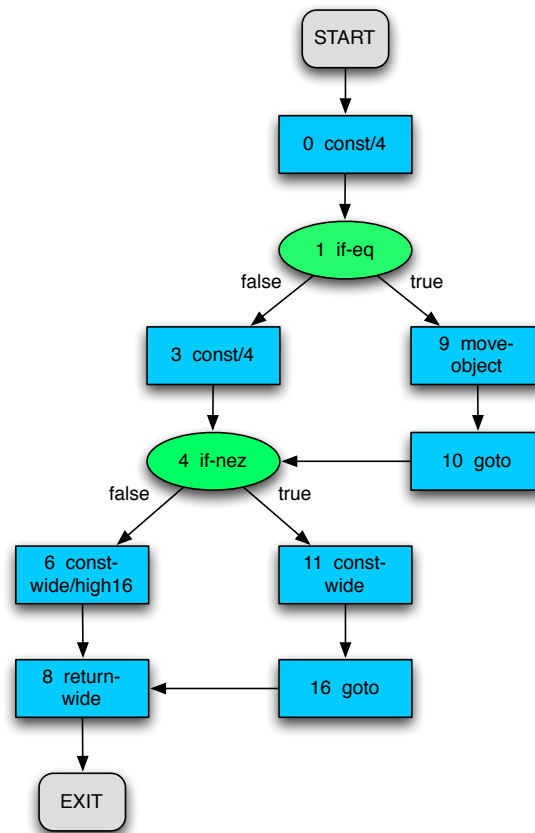 START
0 const/4
1 if-eq
false
true
3 const/4
9 move-
object
4 if-nez
10 goto
false
true
6 const-
wide/high16
11 const-
wide
8 return-
wide
16 goto
EXIT